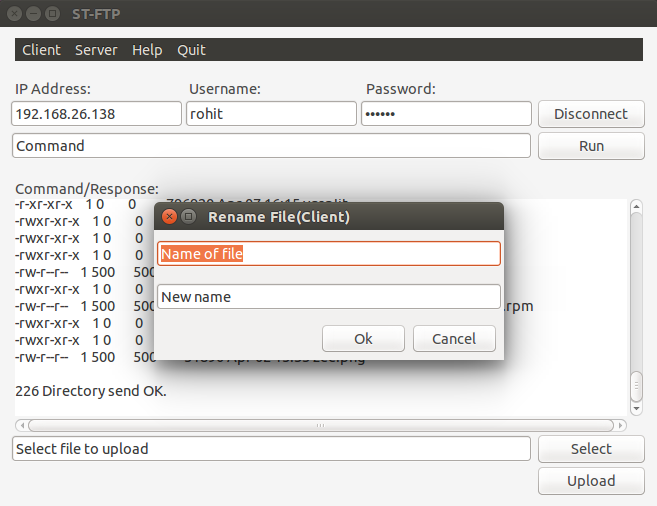 ST-FTP
Client Server Help Quit
IP Address: Username: Password:
192.168.26.138 rohit •••••• Disconnect
Command Run
Command/Response:
-r-xr-xr-x 1 0 0
-rwxr-xr-x 1 0 0
-rwxr-xr-x 1 0 0
-rwxr-xr-x 1 0 0
-rw-r--r-- 1 500 500
-rwxr-xr-x 1 0 0
-rw-r--r-- 1 500 500 .rpm
-rwxr-xr-x 1 0 0
-rwxr-xr-x 1 0 0
-rw-r--r-- 1 500 500
226 Directory send OK.
Rename File(Client)
Name of file
New name
Ok Cancel
Select file to upload Select
Upload